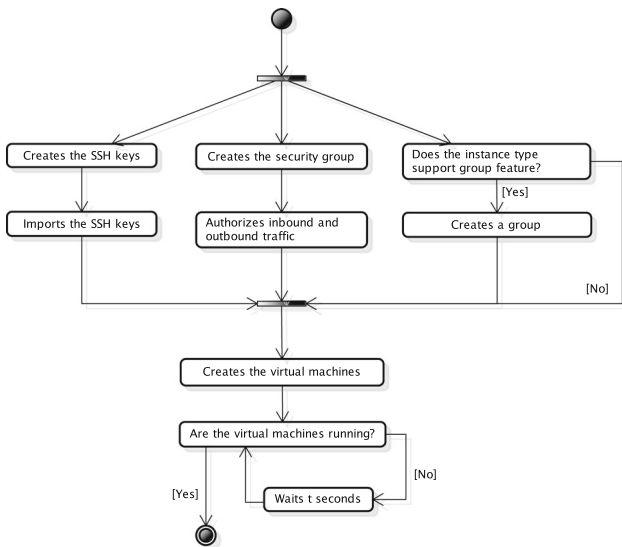 Creates the SSH keys
Creates the security group
Does the instance type
support group feature?
[Yes]
Imports the SSH keys
Authorizes inbound and
outbound traffic
Creates a group
[No]
Creates the virtual machines
Are the virtual machines running?
[No]
[Yes]
Waits t seconds